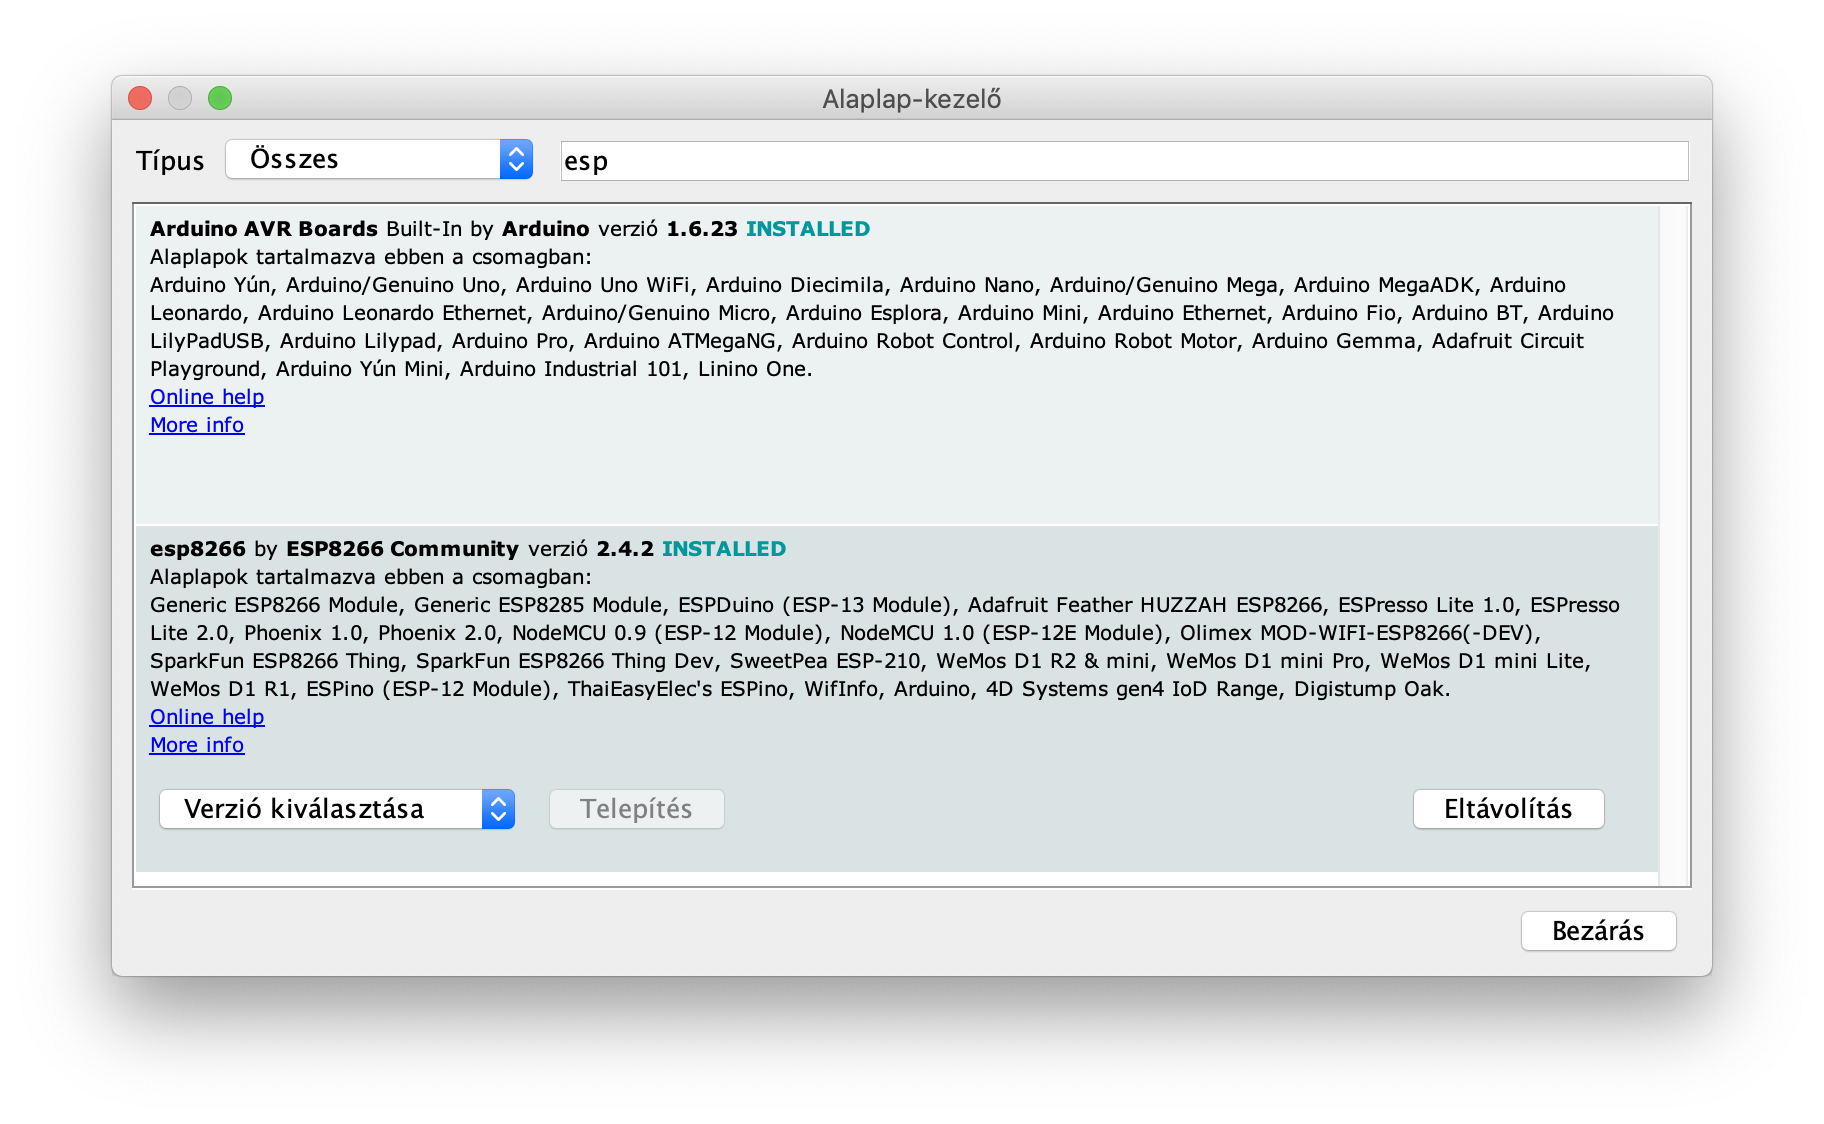 Alaplap-kezelő
Típus Összes esp
Arduino AVR Boards Built-In by Arduino verzió 1.6.23 INSTALLED
Alaplapok tartalmazva ebben a csomagban:
Arduino Yún, Arduino/Genuino Uno, Arduino Uno WiFi, Arduino Diecimila, Arduino Nano, Arduino/Genuino Mega, Arduino MegaADK, Arduino
Leonardo, Arduino Leonardo Ethernet, Arduino/Genuino Micro, Arduino Esplora, Arduino Mini, Arduino Ethernet, Arduino Fio, Arduino BT, Arduino
LilyPadUSB, Arduino Lilypad, Arduino Pro, Arduino ATMegaNG, Arduino Robot Control, Arduino Robot Motor, Arduino Gemma, Adafruit Circuit
Playground, Arduino Yún Mini, Arduino Industrial 101, Linino One.
Online help
More info
esp8266 by ESP8266 Community verzió 2.4.2 INSTALLED
Alaplapok tartalmazva ebben a csomagban:
Generic ESP8266 Module, Generic ESP8285 Module, ESPDuino (ESP-13 Module), Adafruit Feather HUZZAH ESP8266, ESPresso Lite 1.0, ESPresso
Lite 2.0, Phoenix 1.0, Phoenix 2.0, NodeMCU 0.9 (ESP-12 Module), NodeMCU 1.0 (ESP-12E Module), Olimex MOD-WIFI-ESP8266(-DEV),
SparkFun ESP8266 Thing, SparkFun ESP8266 Thing Dev, SweetPea ESP-210, WeMos D1 R2 & mini, WeMos D1 mini Pro, WeMos D1 mini Lite,
WeMos D1 R1, ESPino (ESP-12 Module), ThaiEasyElec's ESPino, WifInfo, Arduino, 4D Systems gen4 IoD Range, Digistump Oak.
Online help
More info
Verzió kiválasztása Telepítés Eltávolítás
Bezárás